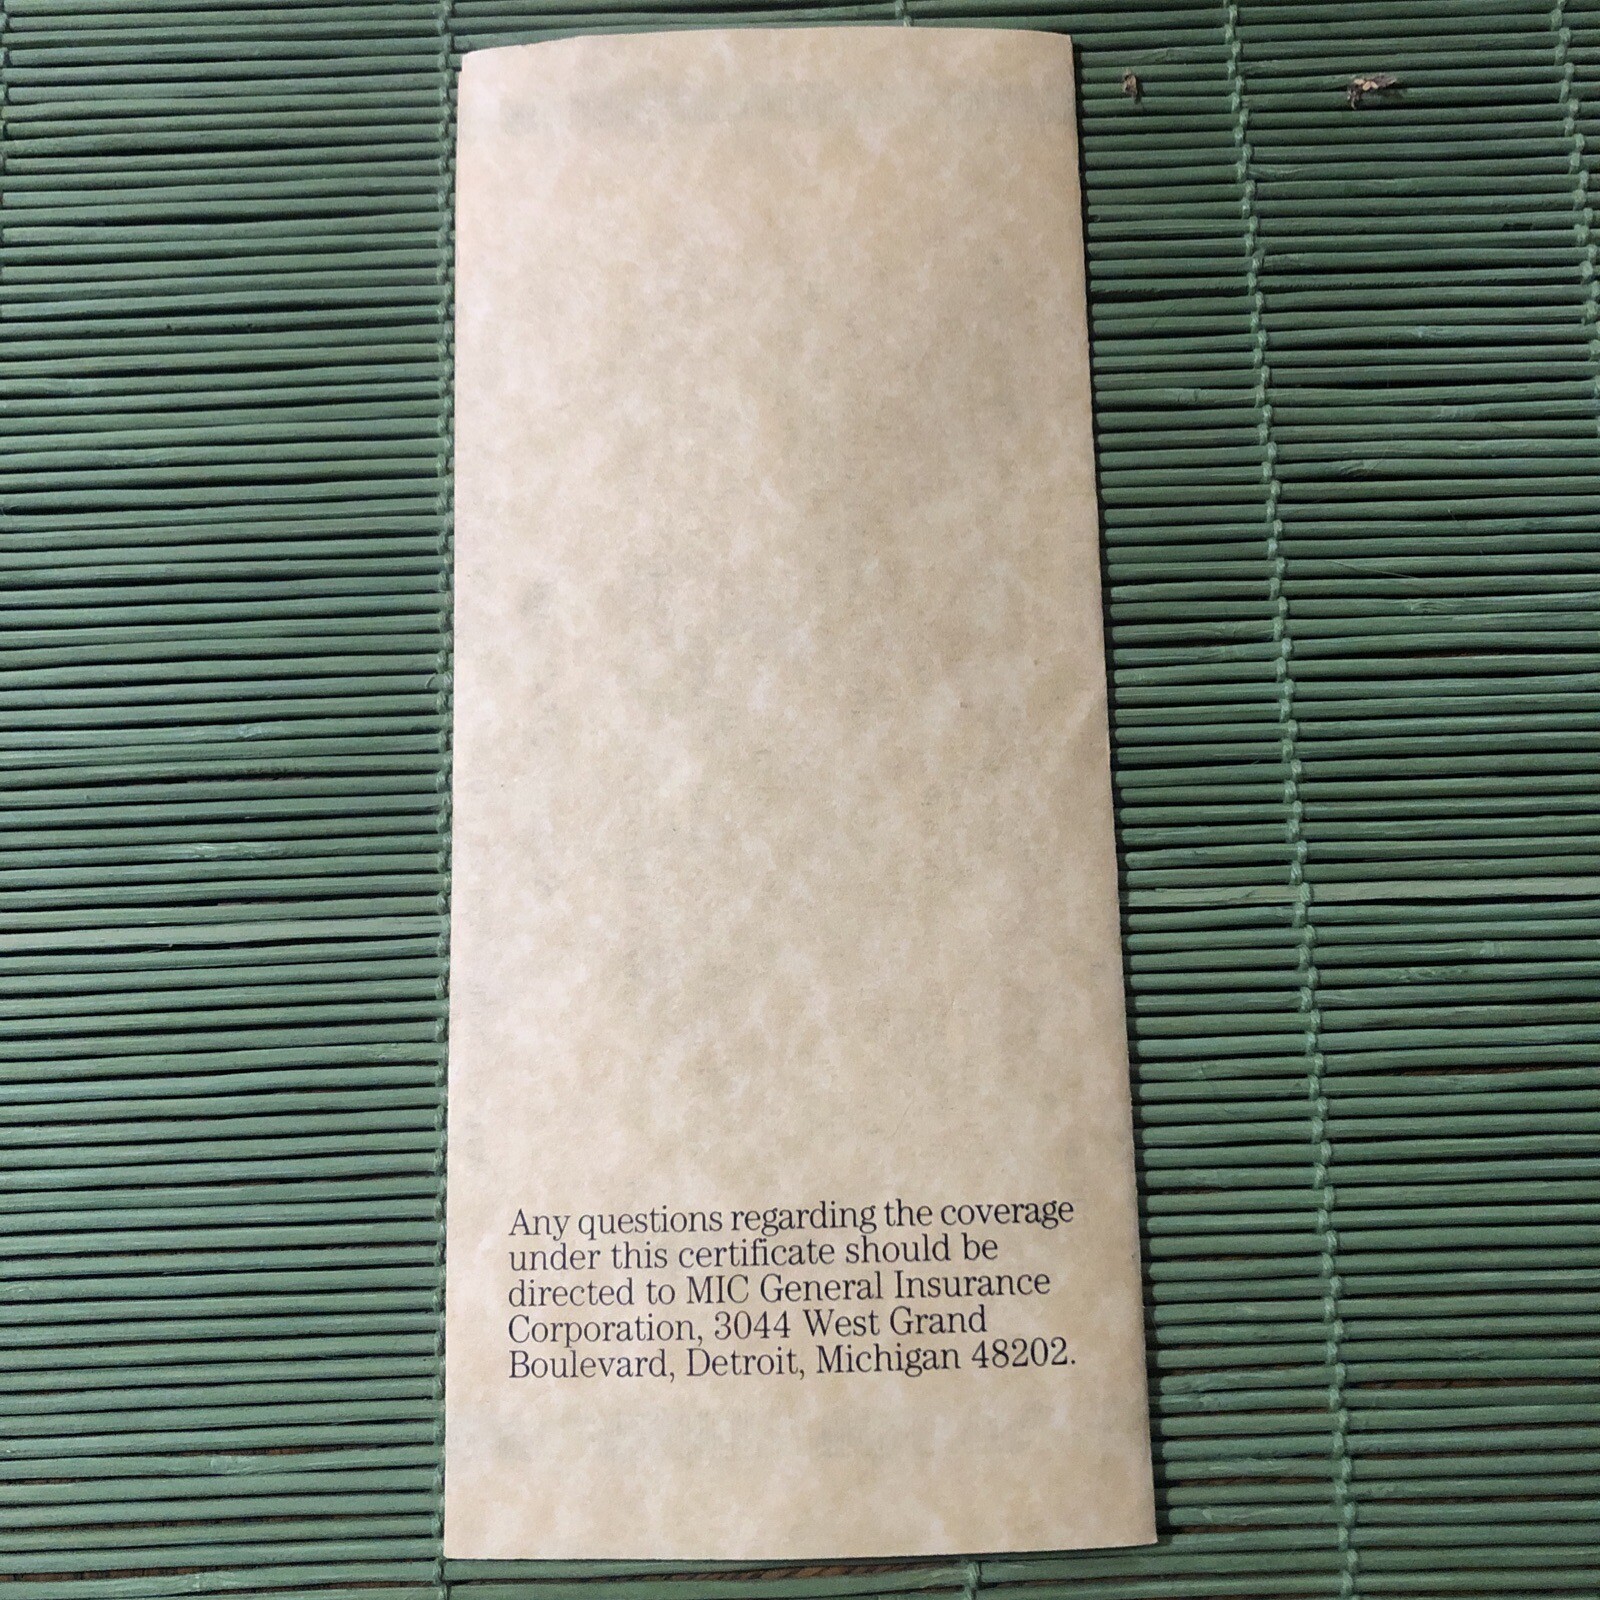 Any questions regarding the coverage
under this certificate should be
directed to MIC General Insurance
Corporation, 3044 West Grand
Boulevard, Detroit, Michigan 48202.